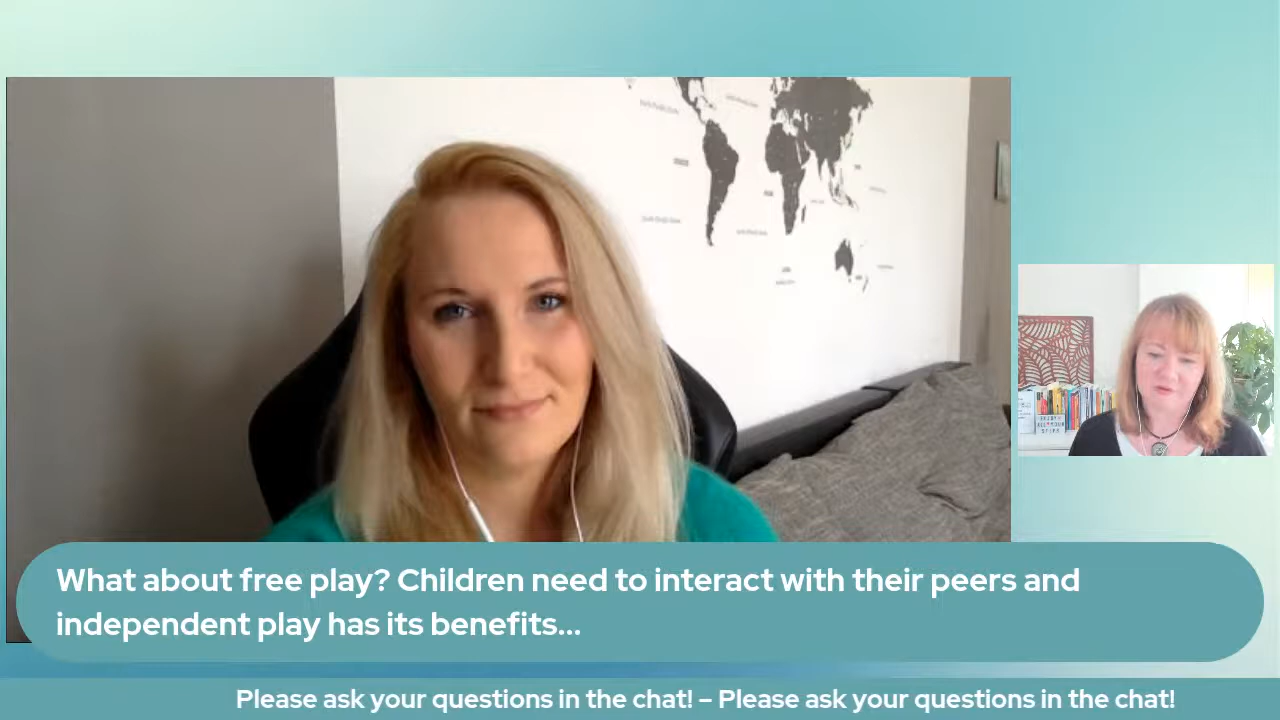 What about free play? Children need to interact with their peers and
independent play has its benefits...
Please ask your questions in the chat! – Please ask your questions in the chat!